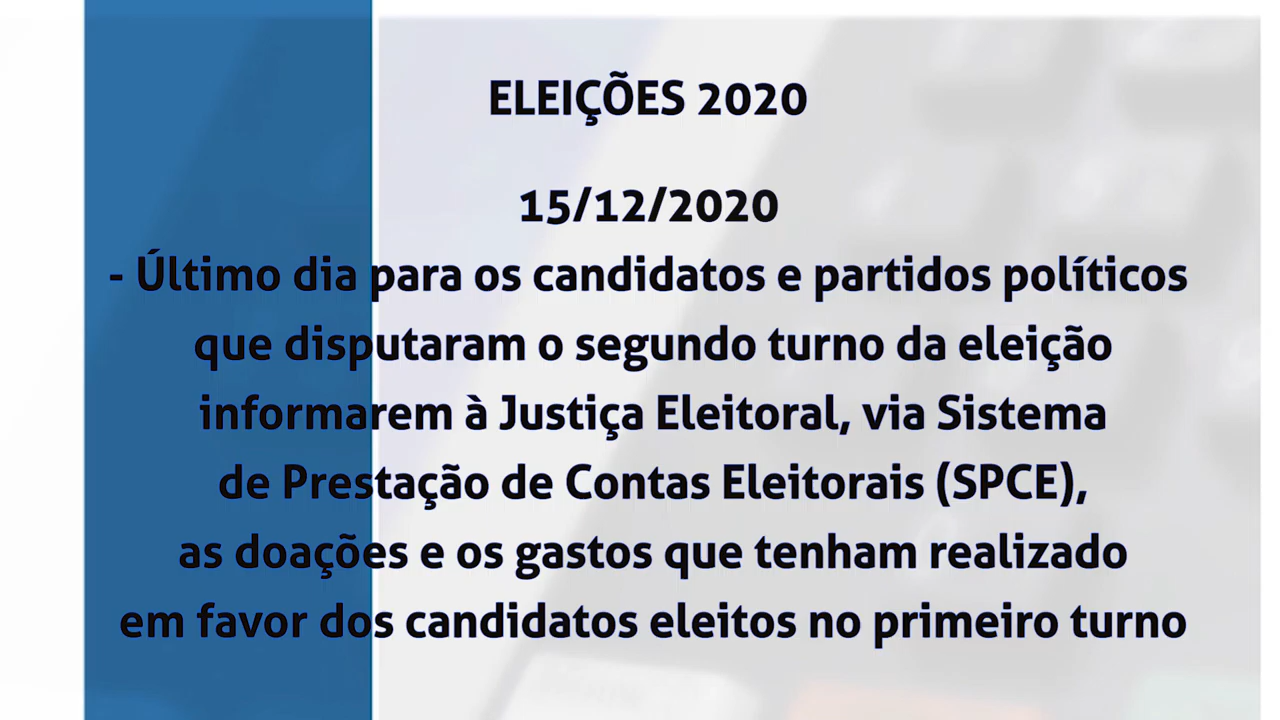 ELEIÇÕES 2020
15/12/2020
- Último dia para os candidatos e partidos políticos
que disputaram o segundo turno da eleição
informarem à Justiça Eleitoral, via Sistema
de Prestação de Contas Eleitorais (SPCE),
as doações e os gastos que tenham realizado
em favor dos candidatos eleitos no primeiro turno